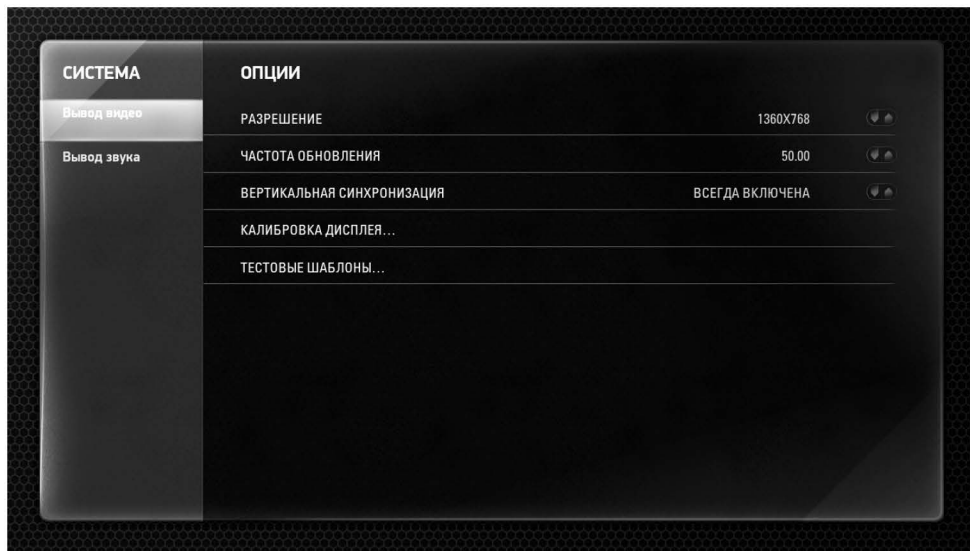 СИСТЕМА
Вывод видео
Вывод звука
ОПЦИИ
РАЗРЕШЕНИЕ 1360X768
ЧАСТОТА ОБНОВЛЕНИЯ 50.00
ВЕРТИКАЛЬНАЯ СИНХРОНИЗАЦИЯ ВСЕГДА ВКЛЮЧЕНА
КАЛИБРОВКА ДИСПЛЕЯ...
ТЕСТОВЫЕ ШАБЛОНЫ...